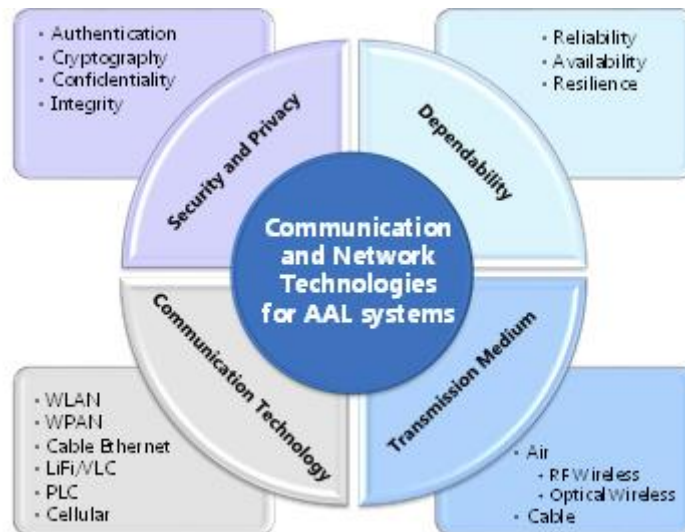 Authentication
Cryptography
Confidentiality
Integrity
Reliability
Availability
Resilience
Security and Privacy
Dependability
Communication
and Network
Technologies
for AAL systems
Communication Technology
Transmission Medium
WLAN
WPAN
Cable Ethernet
LiFi/VLC
PLC
Cellular
Air
RF Wireless
Optical Wireless
Cable